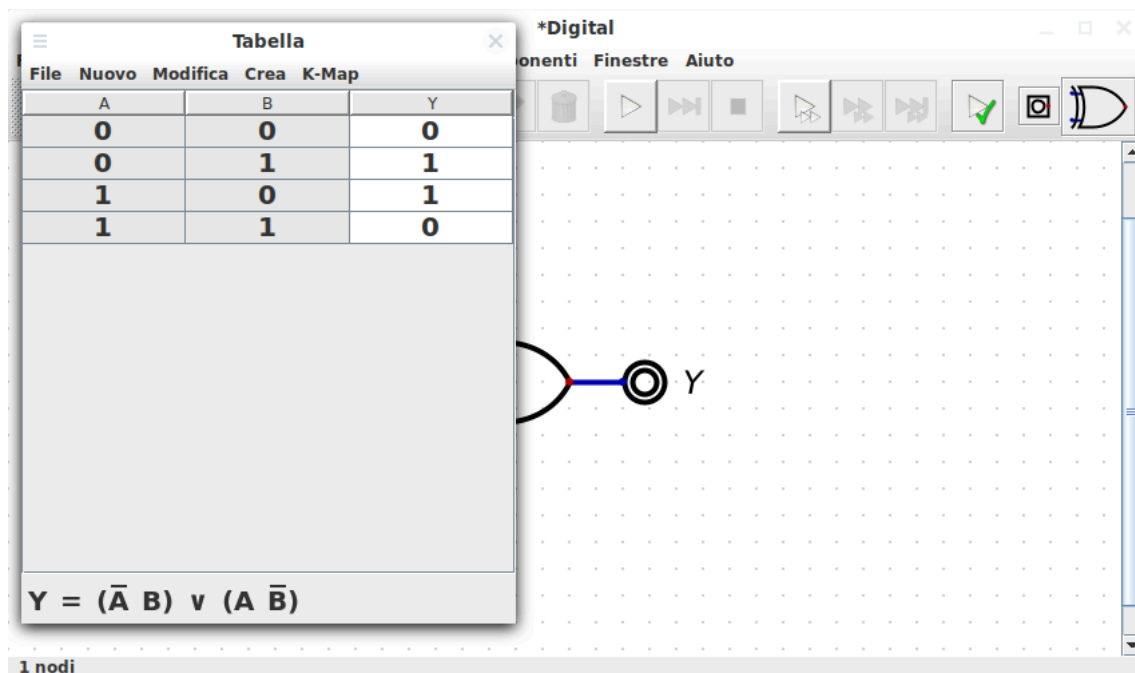 *Digital
Tabella
onenti Finestre Aiuto
File Nuovo Modifica Crea K-Map
A B Y
0 0 0
0 1 1
1 0 1
1 1 0
Y
Y = (A̅ B) ∨ (A B̅)
1 nodi